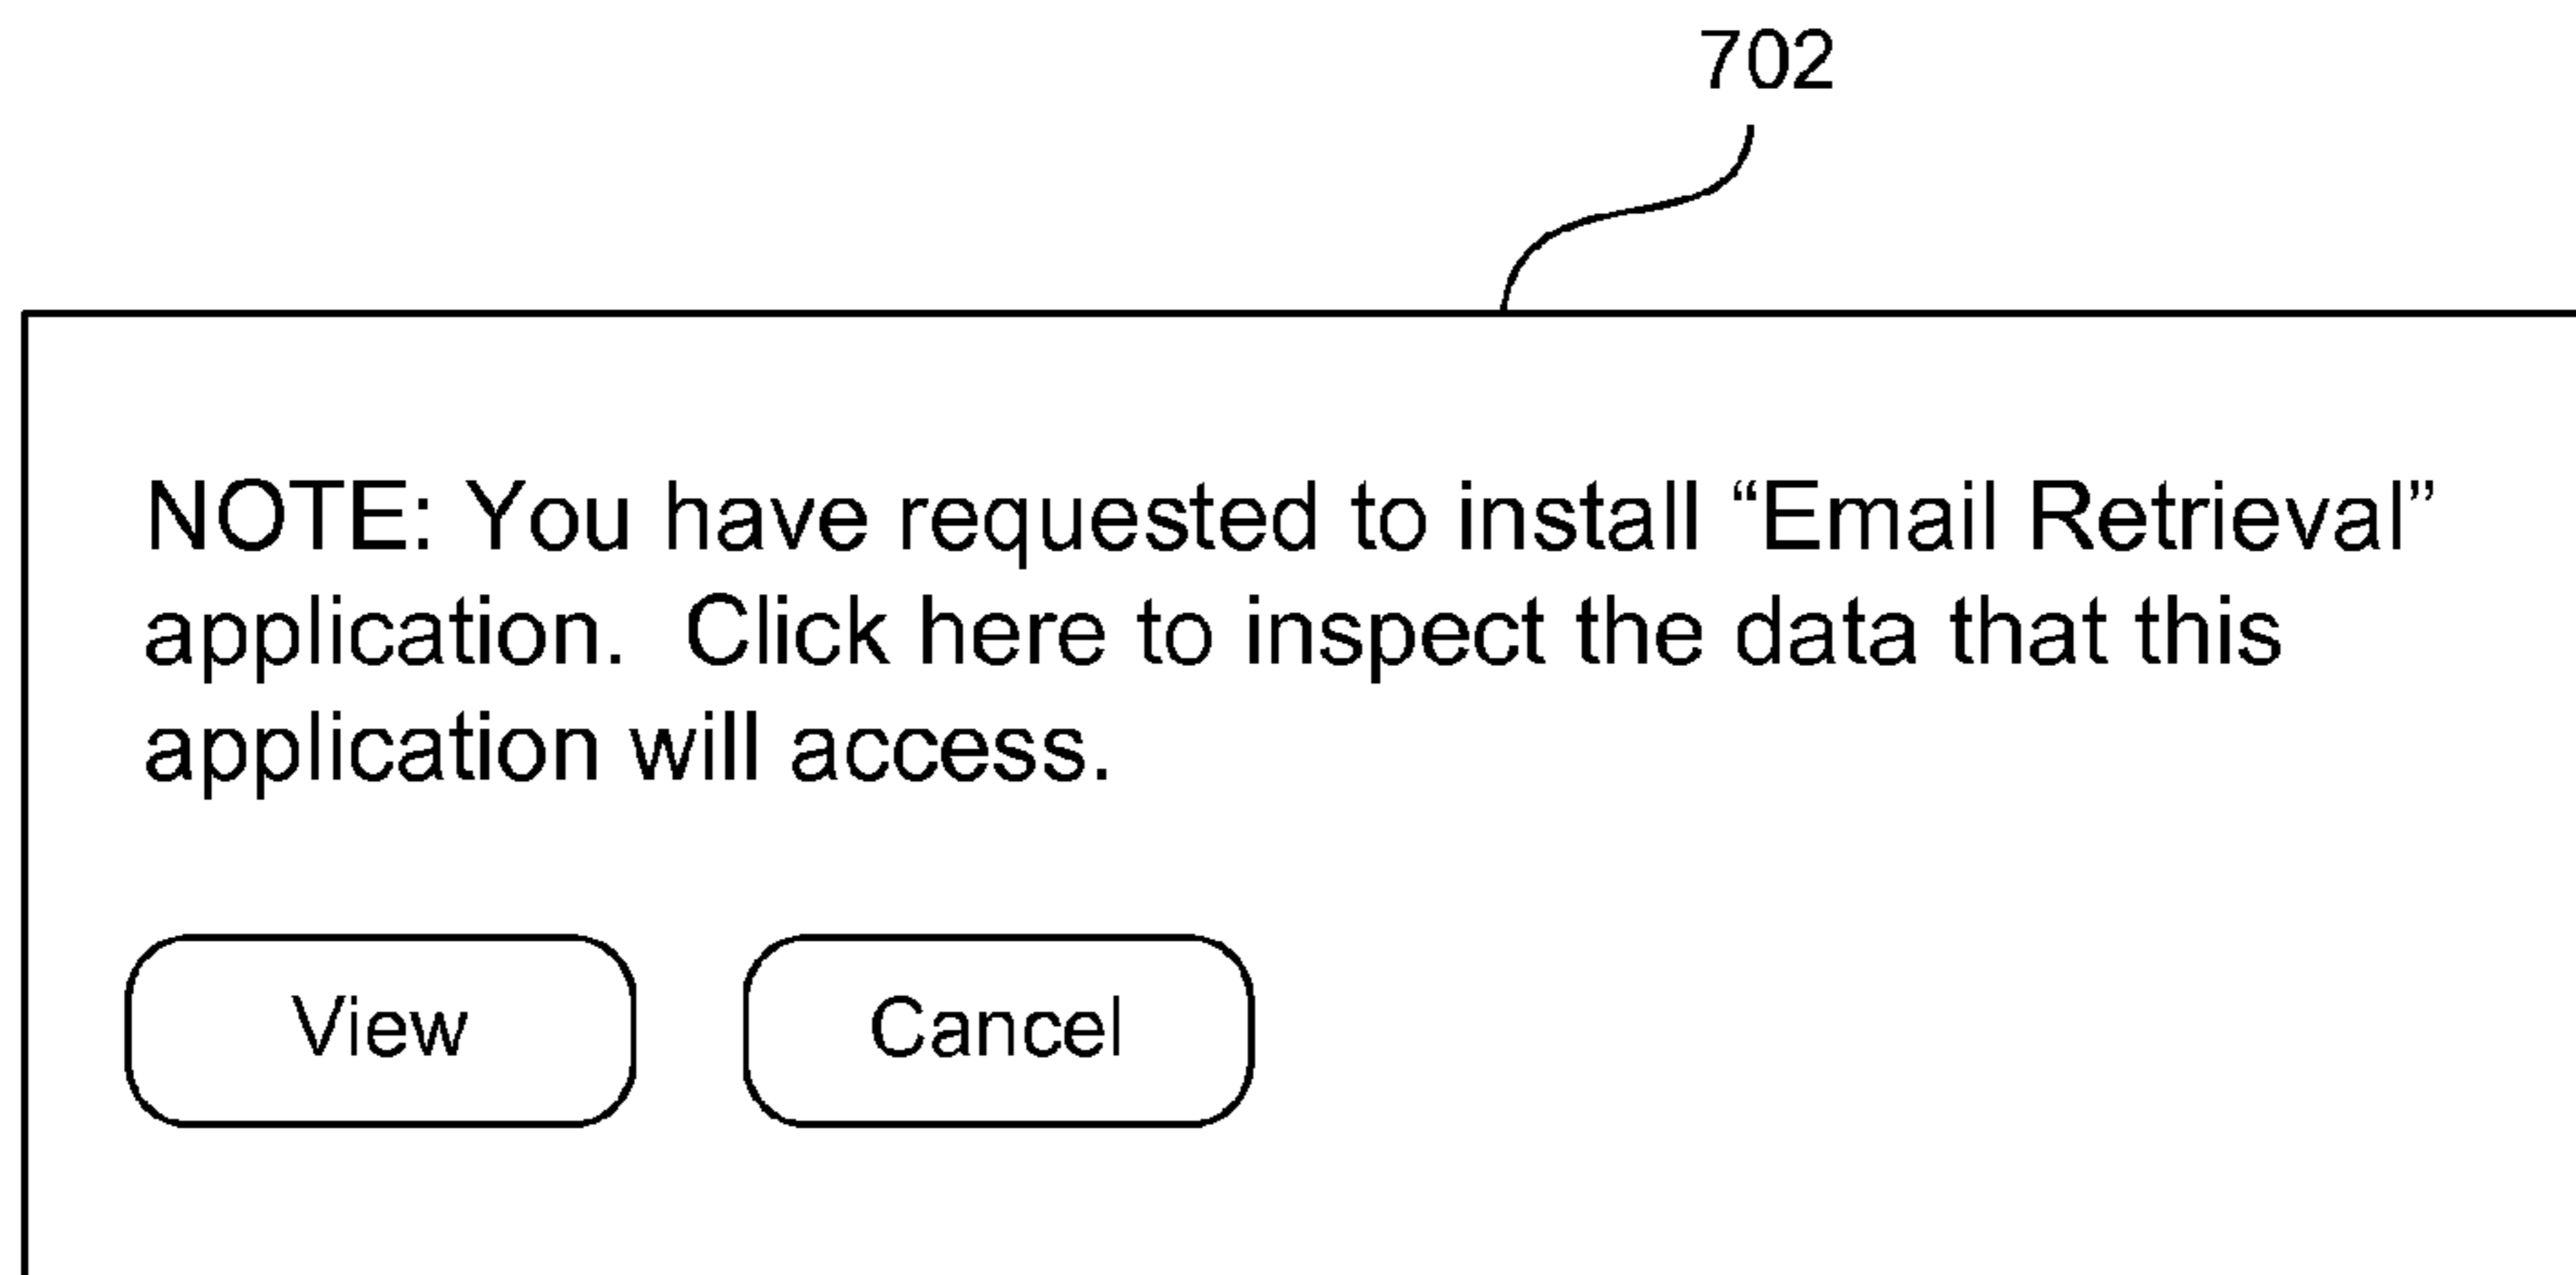 702
NOTE: You have requested to install “Email Retrieval”
application.  Click here to inspect the data that this
application will access.
View Cancel